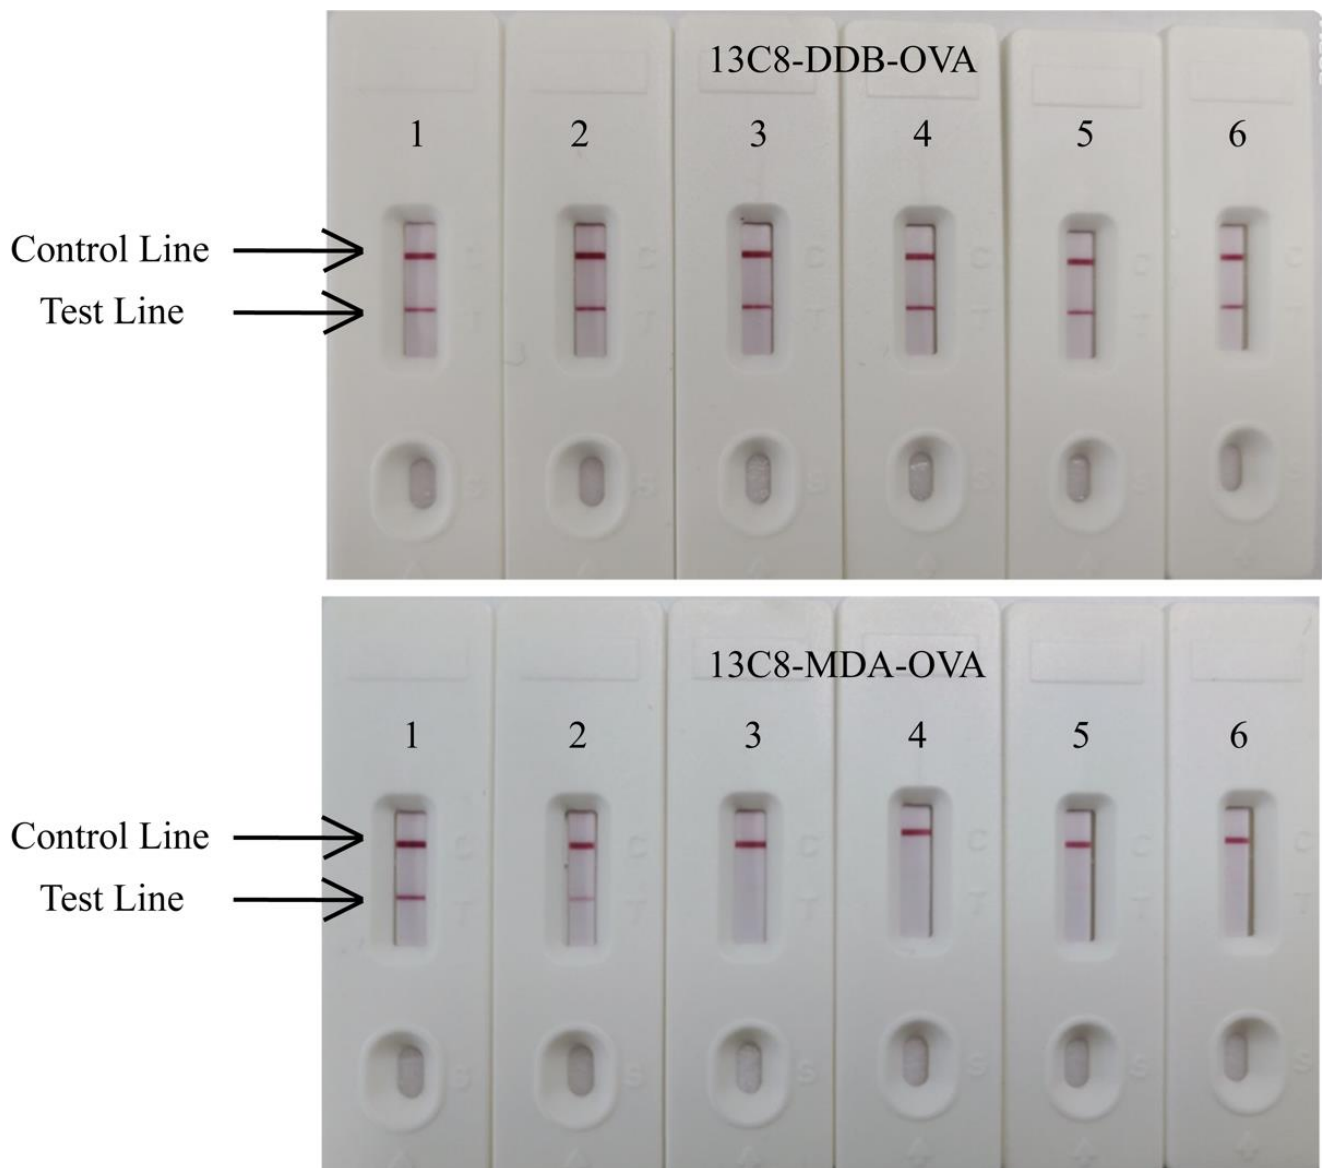 13C8-DDB-OVA
1 2 3 4 5 6
Control Line
C C C C C
Test Line
T T T T T
S S S
13C8-MDA-OVA
1 2 3 4 5 6
Control Line
C C C C C
Test Line
T T T T T
S S S S S